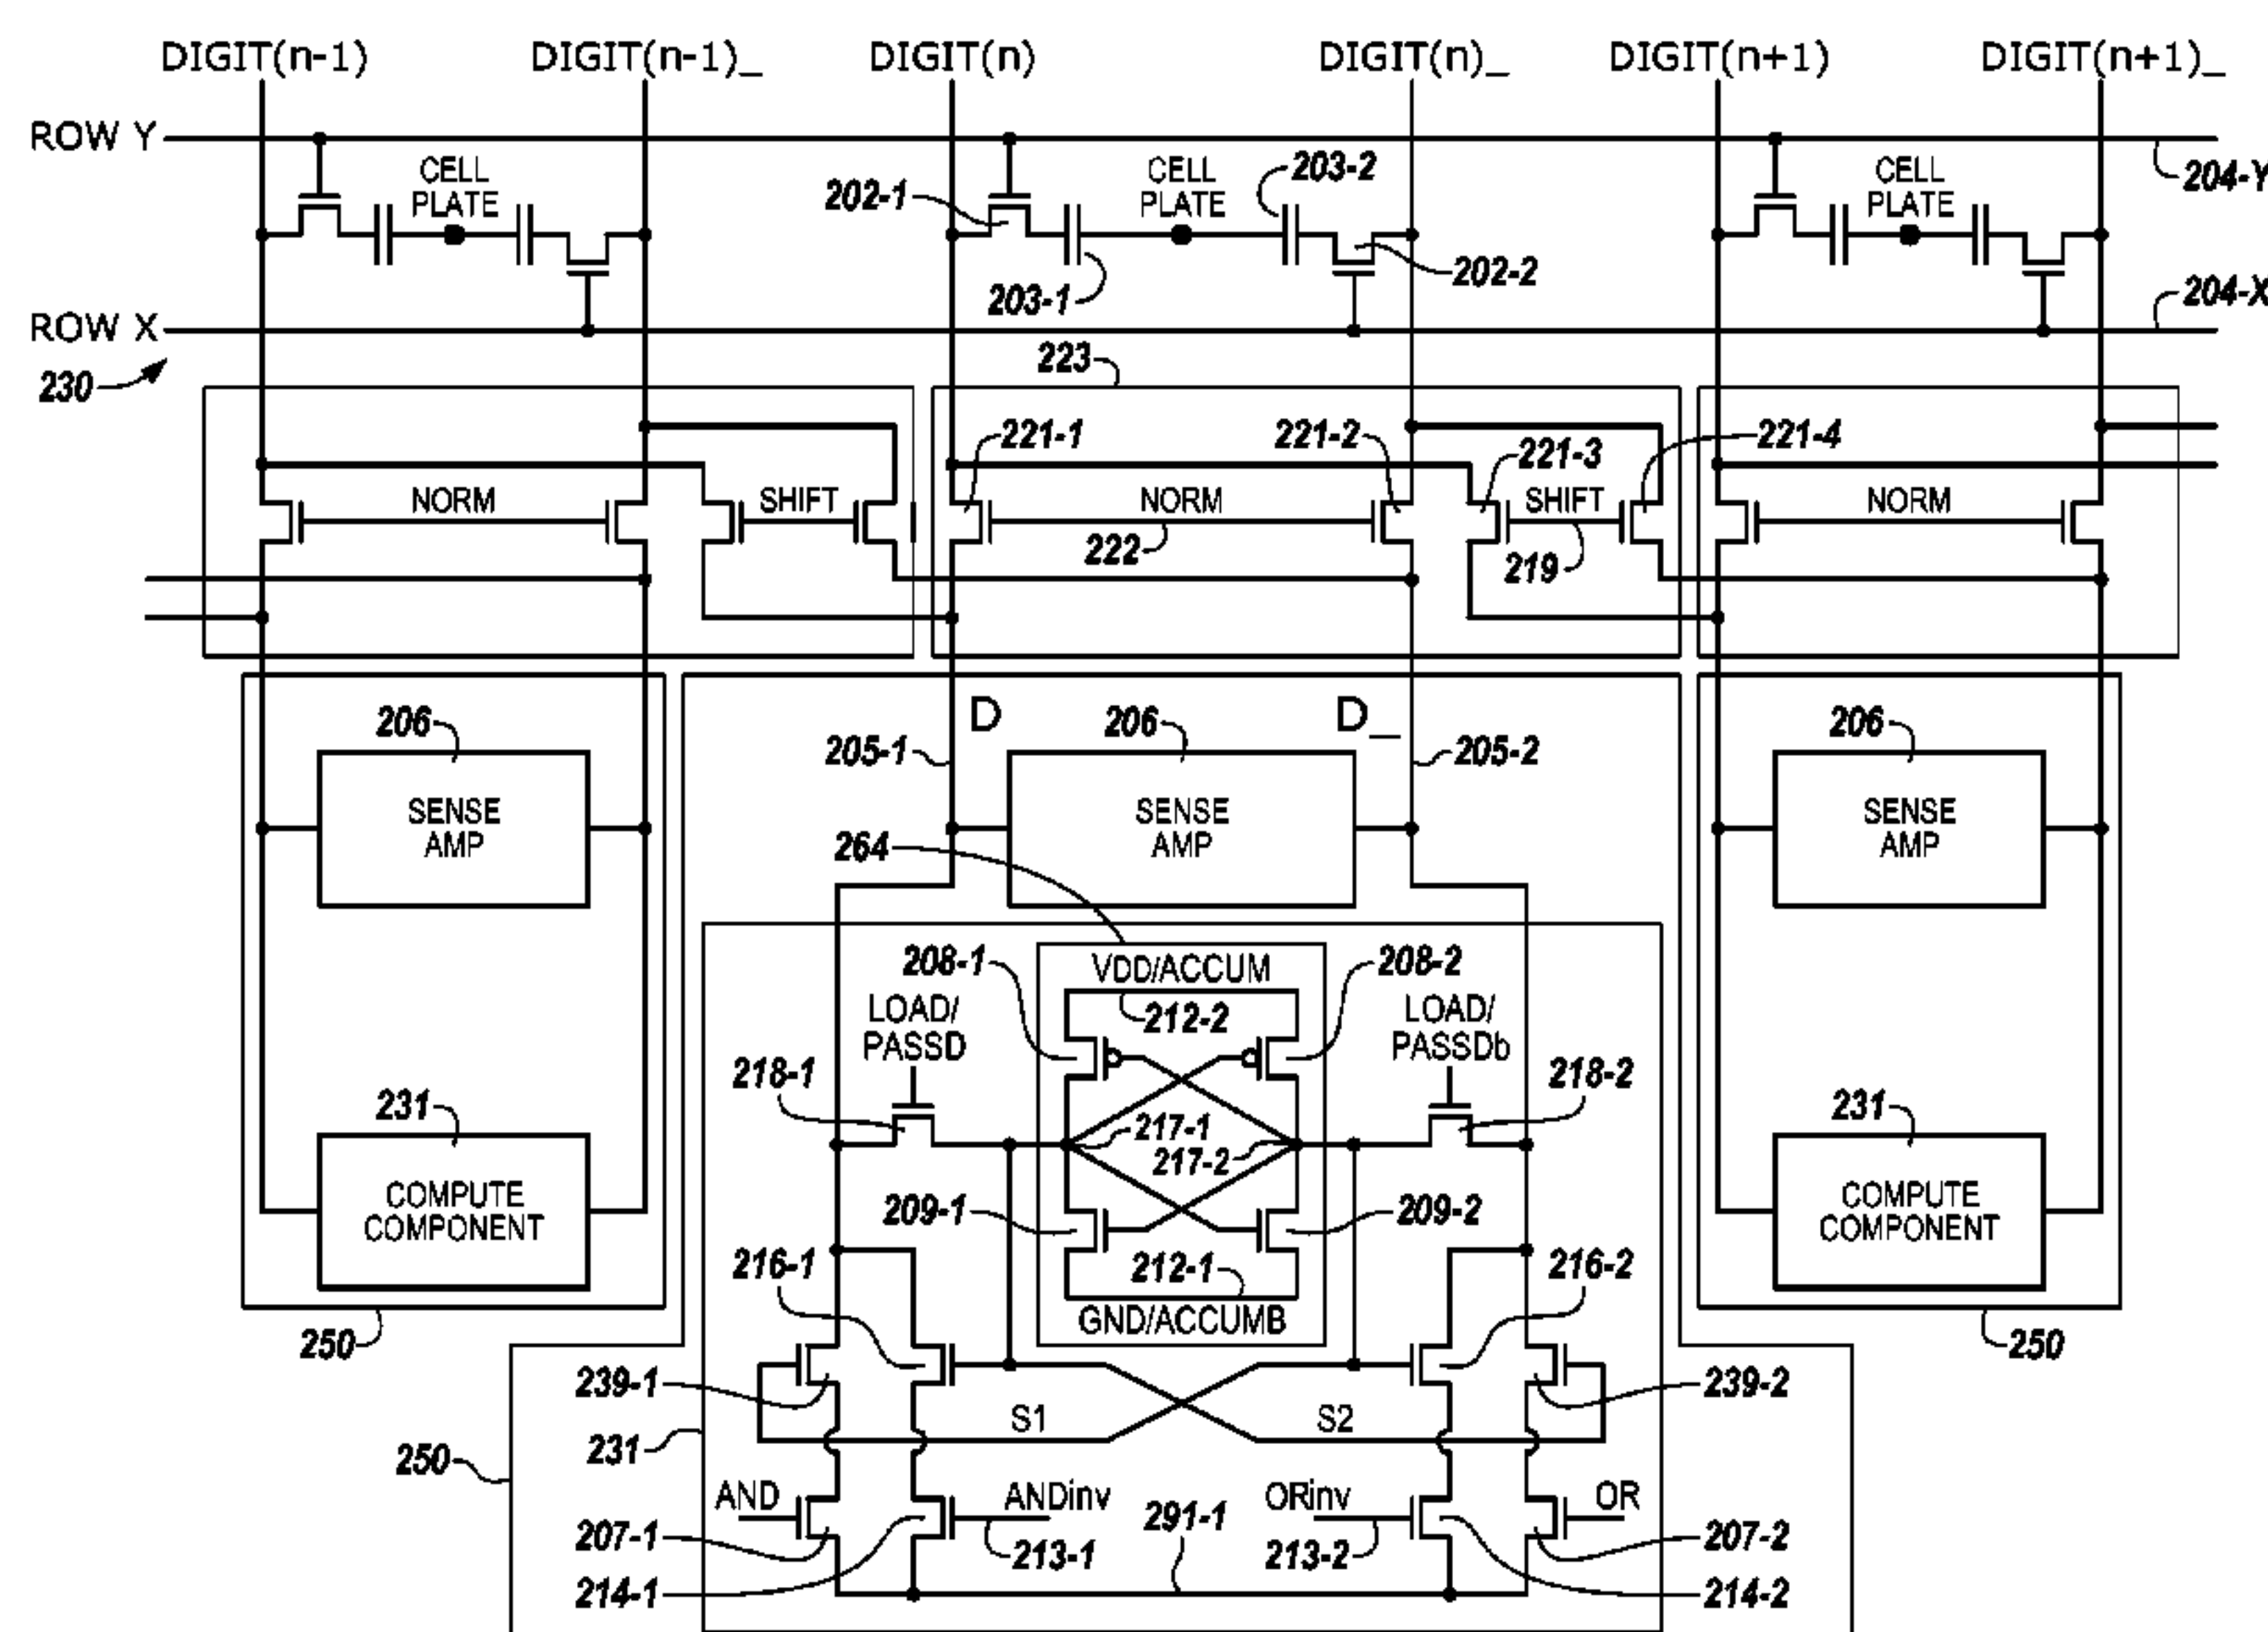 DIGIT(n-1) DIGIT(n-1)_ DIGIT(n) DIGIT(n)_ DIGIT(n+1) DIGIT(n+1)_
ROW Y
204-Y
CELL
PLATE
202-1
CELL
PLATE
203-2
203-1
202-2
CELL
PLATE
ROW X
204-X
230
223
221-1
221-2
221-3
221-4
NORM
SHIFT
NORM
222
SHIFT
219
NORM
206
SENSE
AMP
D
D_
205-1
206
205-2
SENSE
AMP
206
SENSE
AMP
264
208-1
VDD/ACCUM
208-2
212-2
LOAD/
PASSD
LOAD/
PASSDb
218-1
218-2
217-1
217-2
231
COMPUTE
COMPONENT
231
COMPUTE
COMPONENT
209-1
209-2
212-1
GND/ACCUMB
216-1
216-2
250
250
239-1
239-2
S1
S2
231
250
AND
ANDinv
ORinv
OR
291-1
207-1
213-1
213-2
207-2
214-1
214-2